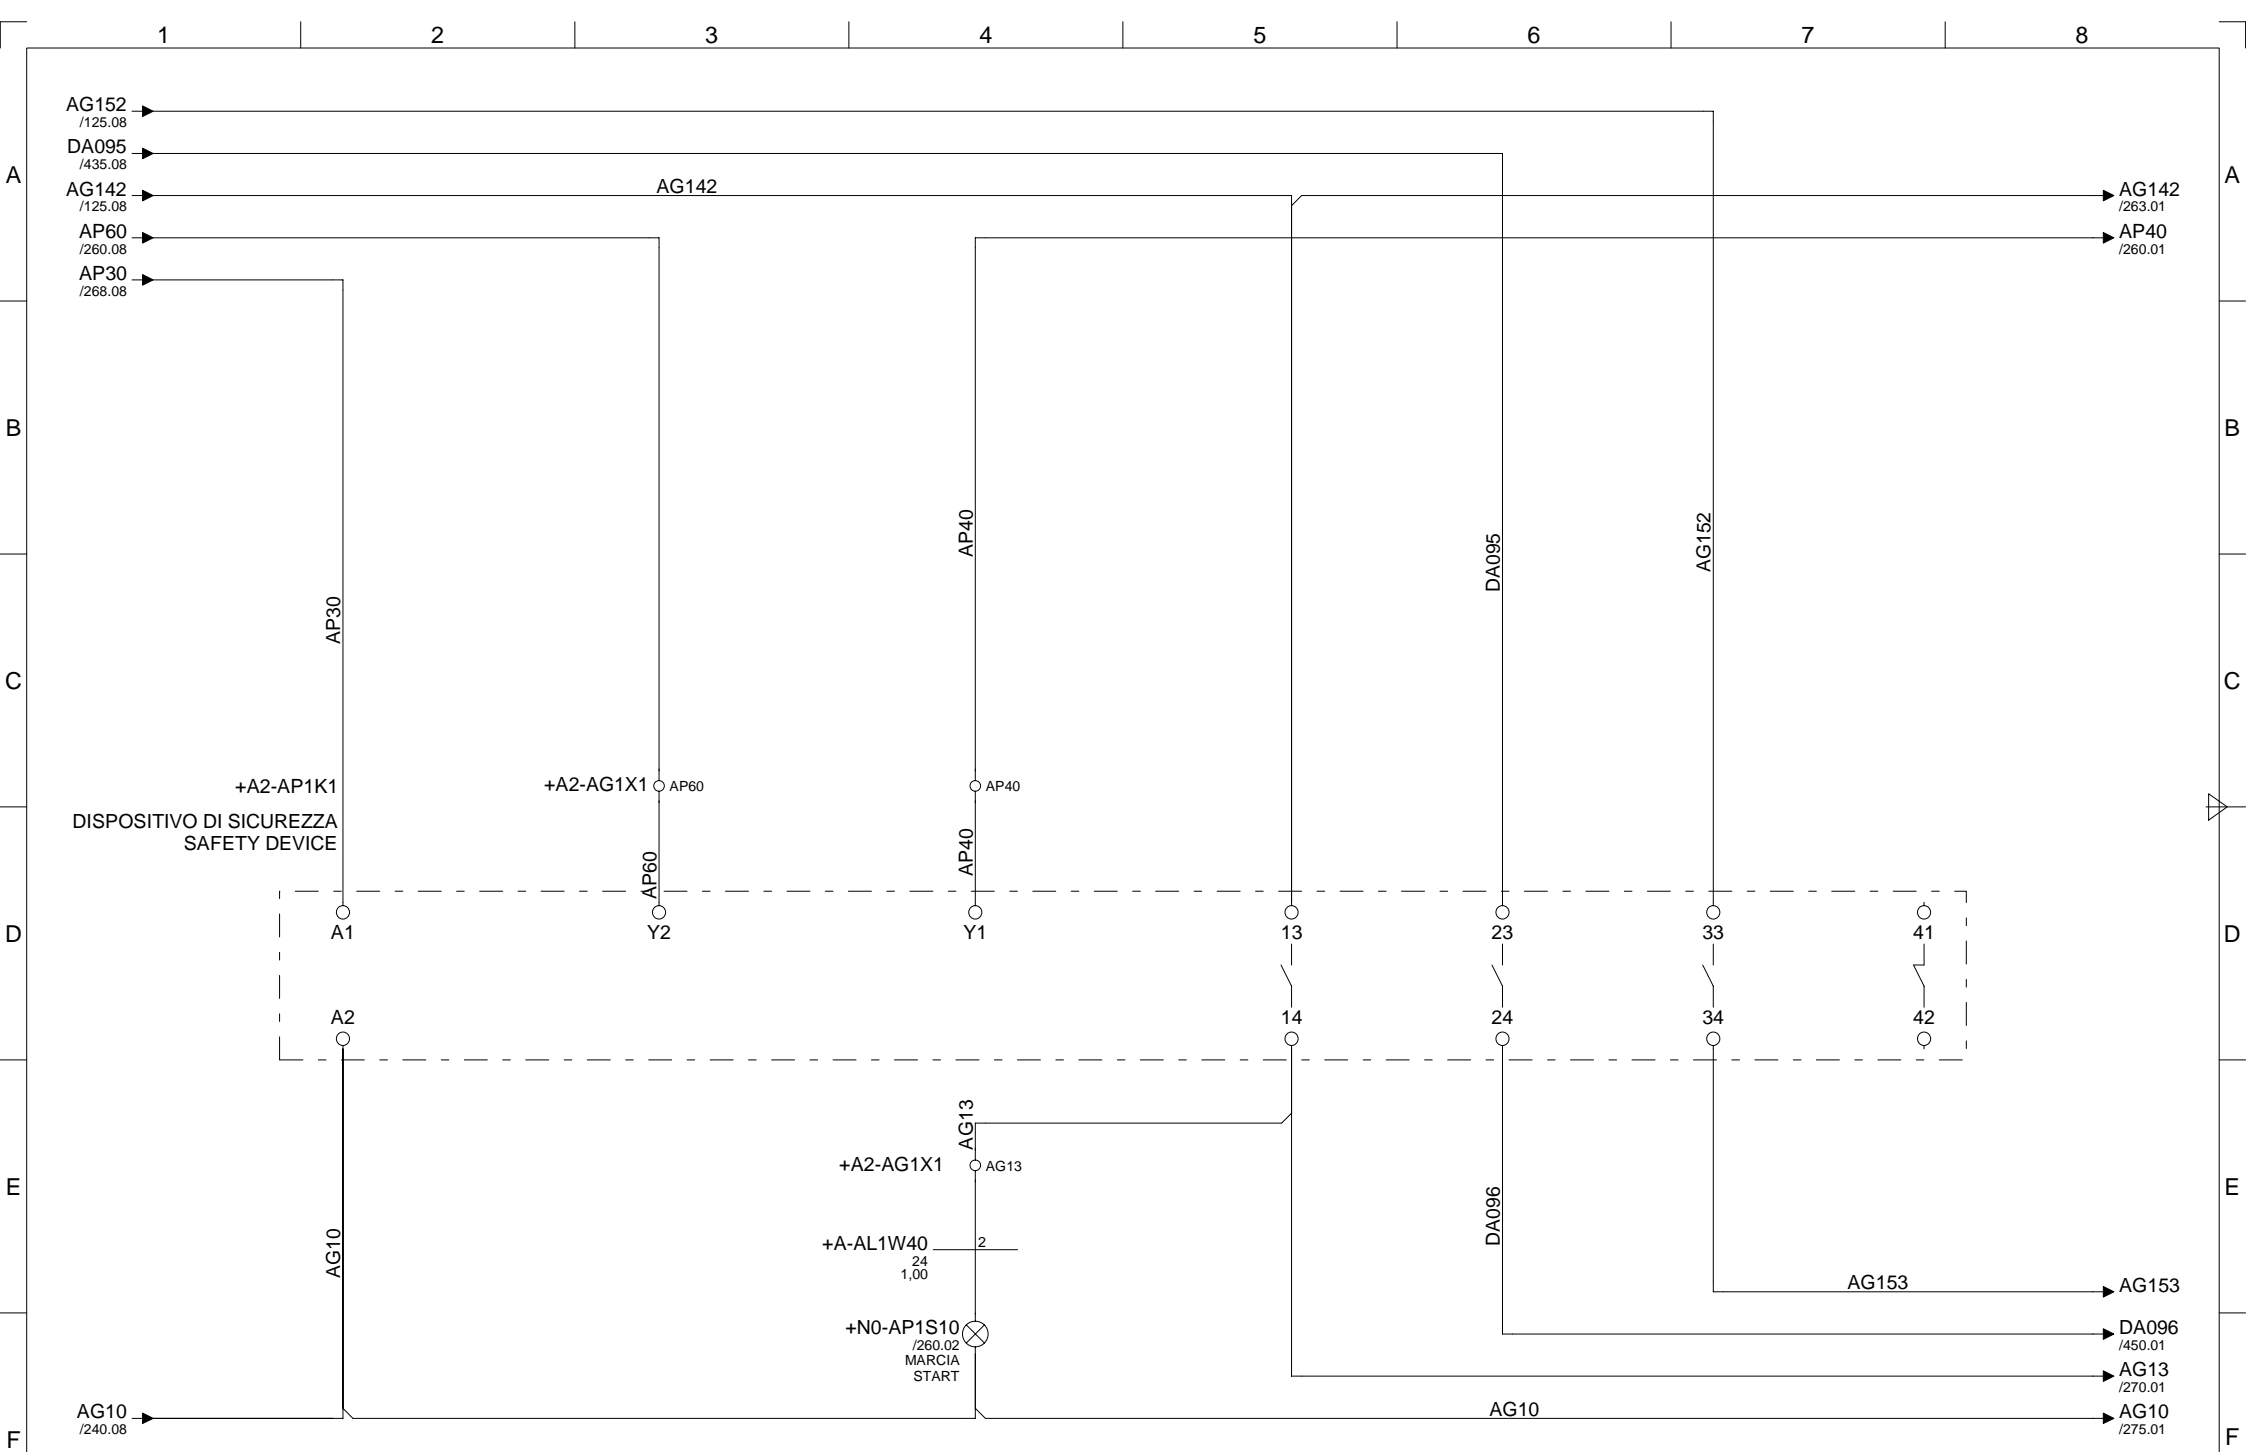 1 2 3 4 5 6 7 8
AG152
/125.08
DA095
/435.08
A A
AG142 AG142 AG142
/125.08 /263.01
AP60 AP40
/260.08 /260.01
AP30
/268.08
B B
AP40
DA095
AG152
AP30
C C
+A2-AP1K1 +A2-AG1X1 AP60 AP40
DISPOSITIVO DI SICUREZZA
SAFETY DEVICE
AP60
AP40
D D
A1 Y2 Y1 13 23 33 41
A2 14 24 34 42
AG13
+A2-AG1X1 AG13
E E
DA096
AG10
+A-AL1W40 2
24
1,00
AG153 AG153
+N0-AP1S10 DA096
/260.02 /450.01
MARCIA
START
AG13
/270.01
AG10 AG10 AG10
/240.08 /275.01
F F